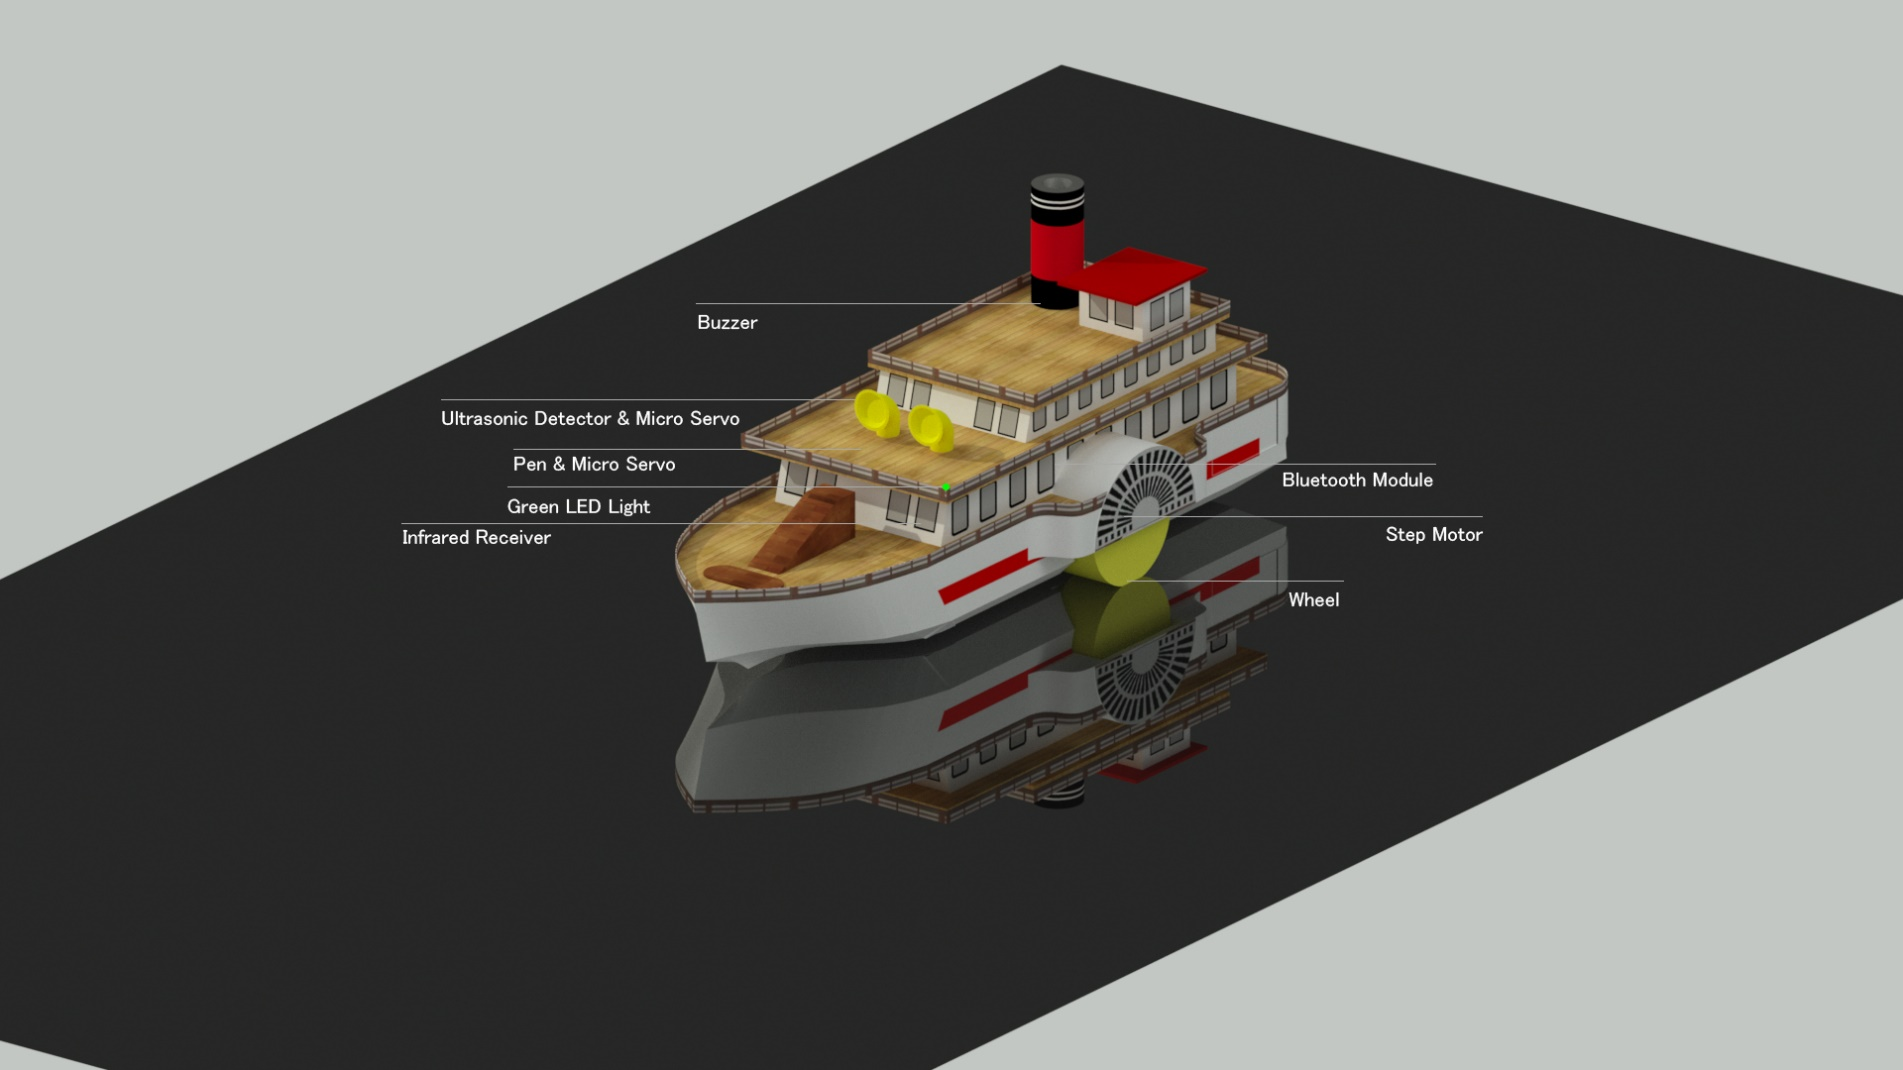 Buzzer
Ultrasonic Detector & Micro Servo
Pen & Micro Servo
Green LED Light
Infrared Receiver
Bluetooth Module
Step Motor
Wheel